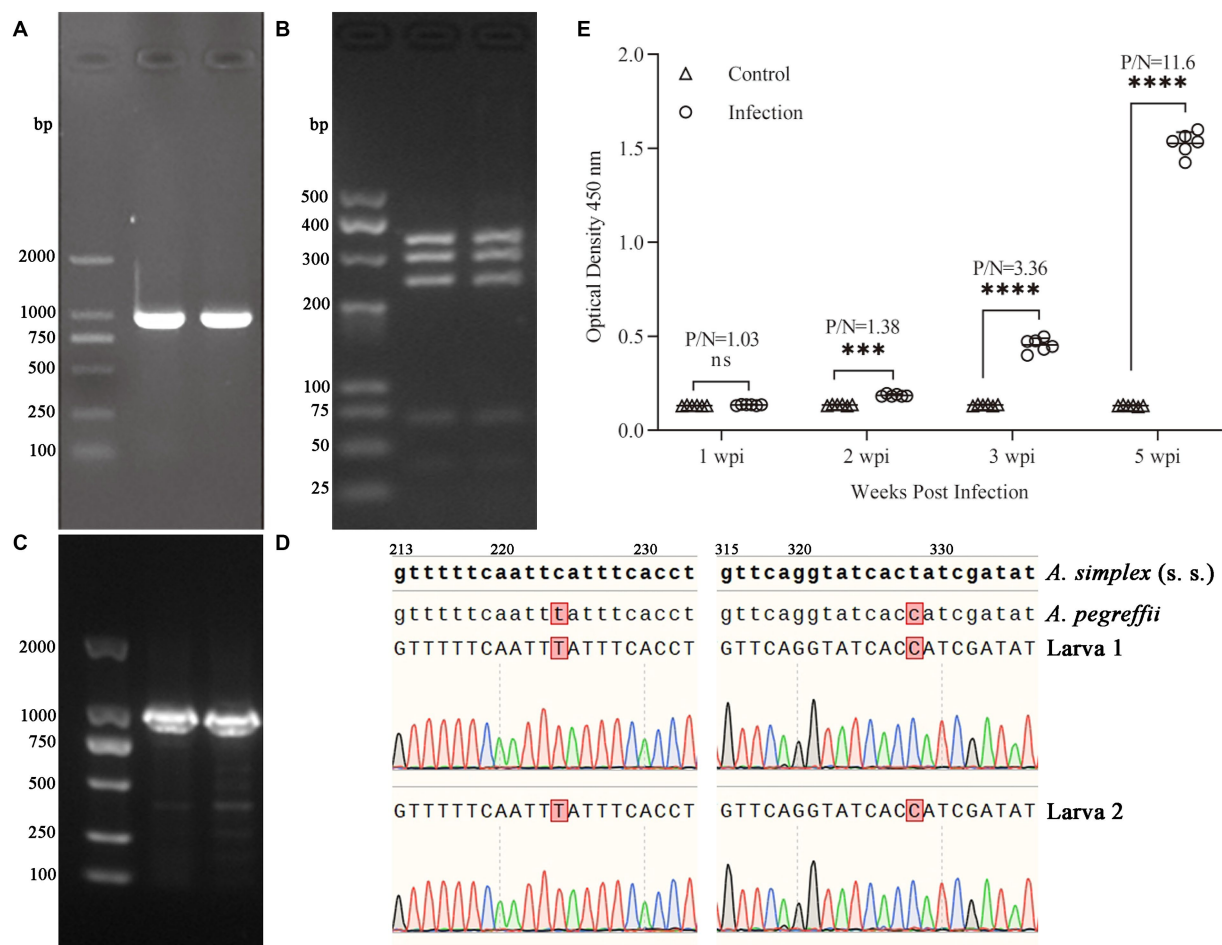 A
bp
2000
1000
750
500
250
100
B
bp
500
400
300
200
100
75
50
25
C
2000
1000
750
500
250
100
E
Optical Density 450 nm
2.0
1.5
1.0
0.5
0.0
Control
Infection
P/N=1.03
ns
P/N=1.38
***
P/N=3.36
****
P/N=11.6
****
1 wpi 2 wpi 3 wpi 5 wpi
Weeks Post Infection
D
213 220 230 315 320 330
gtttttcaattcatttcacct gttcaggtatcactatcgatat A. simplex (s. s.)
gtttttcaatttatttcacct gttcaggtatcaccatcgatat A. pegreffii
GTTTTTCAATTTATTTCACCT GTTCAGGTATCACCATCGATAT Larva 1
GTTTTTCAATTTATTTCACCT GTTCAGGTATCACCATCGATAT Larva 2